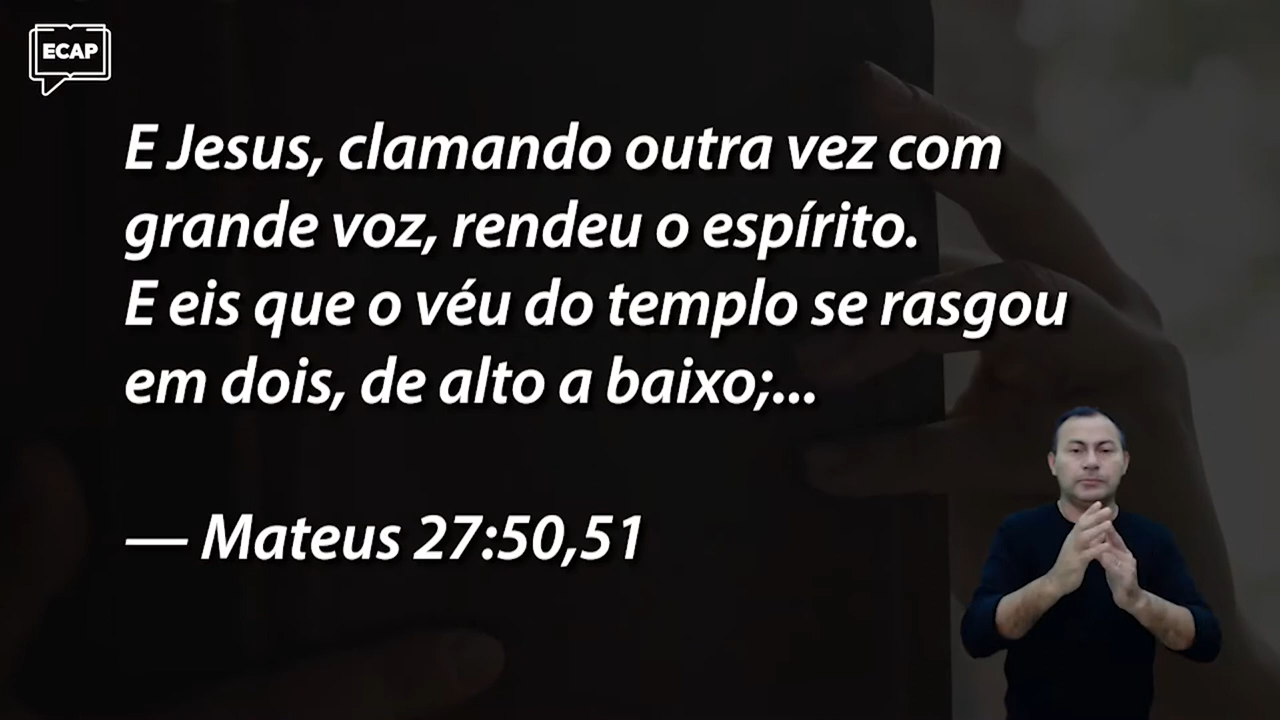 ECAP
E Jesus, clamando outra vez com
grande voz, rendeu o espírito.
E eis que o véu do templo se rasgou
em dois, de alto a baixo;...
— Mateus 27:50,51